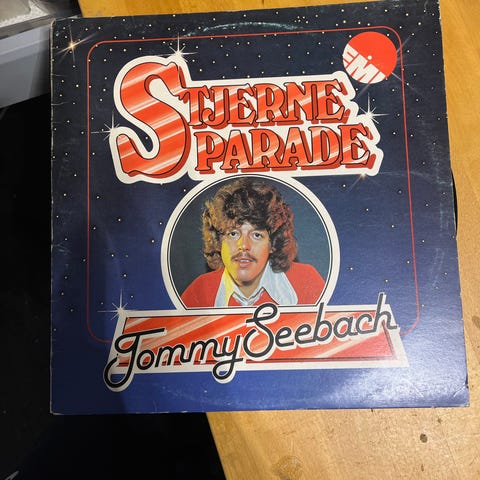 EMI
STJERNE
PARADE
Tommy Seebach